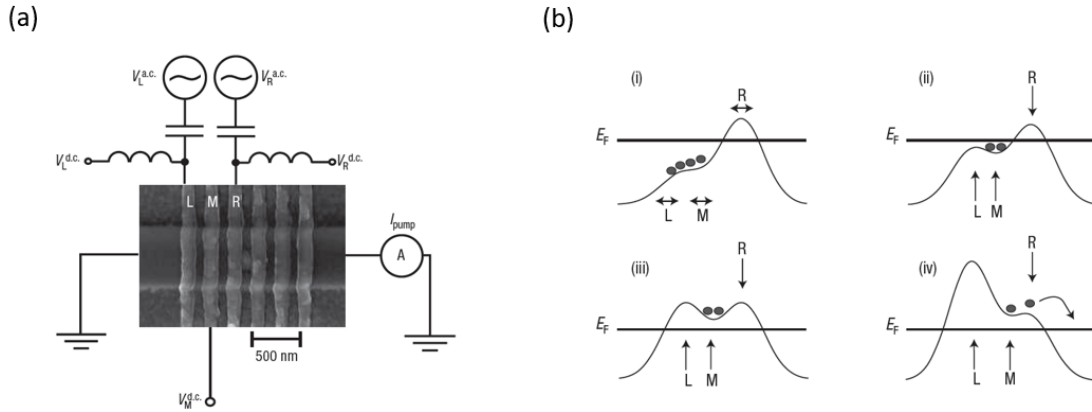 (a)
V_L^a.c.
V_R^a.c.
V_L^d.c.
V_R^d.c.
L M R
I_pump
A
500 nm
V_M^d.c.
(b)
(i)
R
E_F
L
M
(ii)
R
E_F
L
M
(iii)
R
E_F
L
M
(iv)
R
E_F
L
M